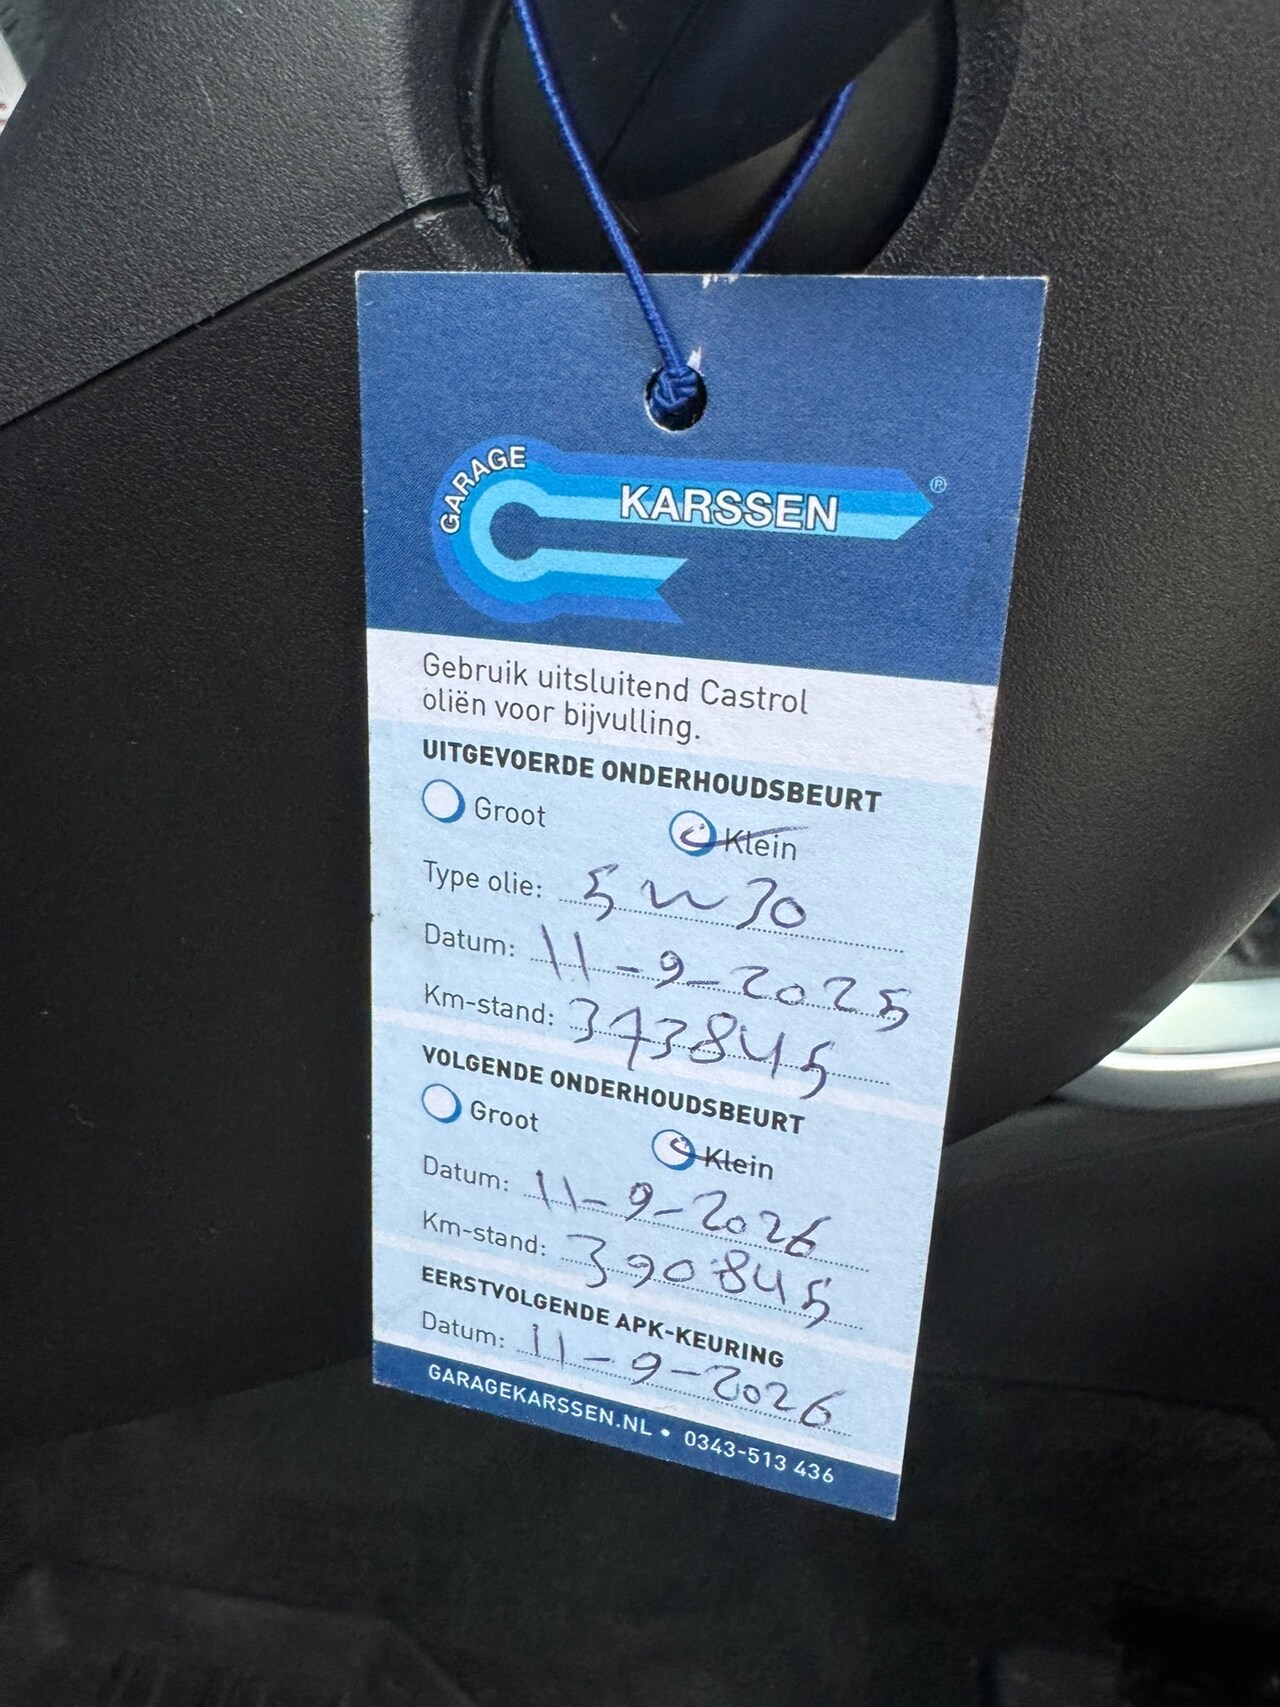 GARAGE
KARSSEN ®
Gebruik uitsluitend Castrol
oliën voor bijvulling.
UITGEVOERDE ONDERHOUDSBEURT
Groot Klein
Type olie: 5w30
Datum: 11-9-2025
Km-stand: 373845
VOLGENDE ONDERHOUDSBEURT
Groot Klein
Datum: 11-9-2026
Km-stand: 390845
EERSTVOLGENDE APK-KEURING
Datum: 11-9-2026
GARAGEKARSSEN.NL • 0343-513 436